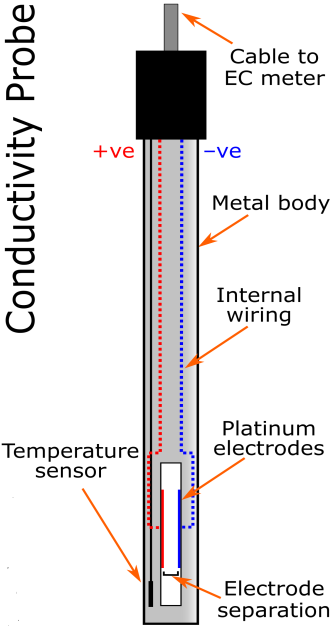 Conductivity Probe
Cable to
EC meter
+ve
–ve
Metal body
Internal
wiring
Platinum
electrodes
Temperature
sensor
Electrode
separation